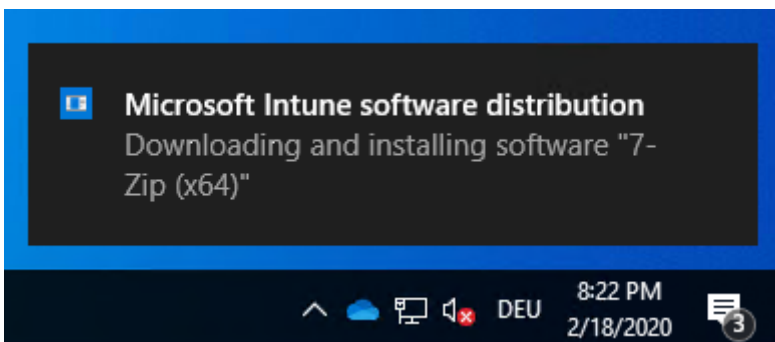 Microsoft Intune software distribution
Downloading and installing software "7-
Zip (x64)"
DEU
8:22 PM
2/18/2020
3